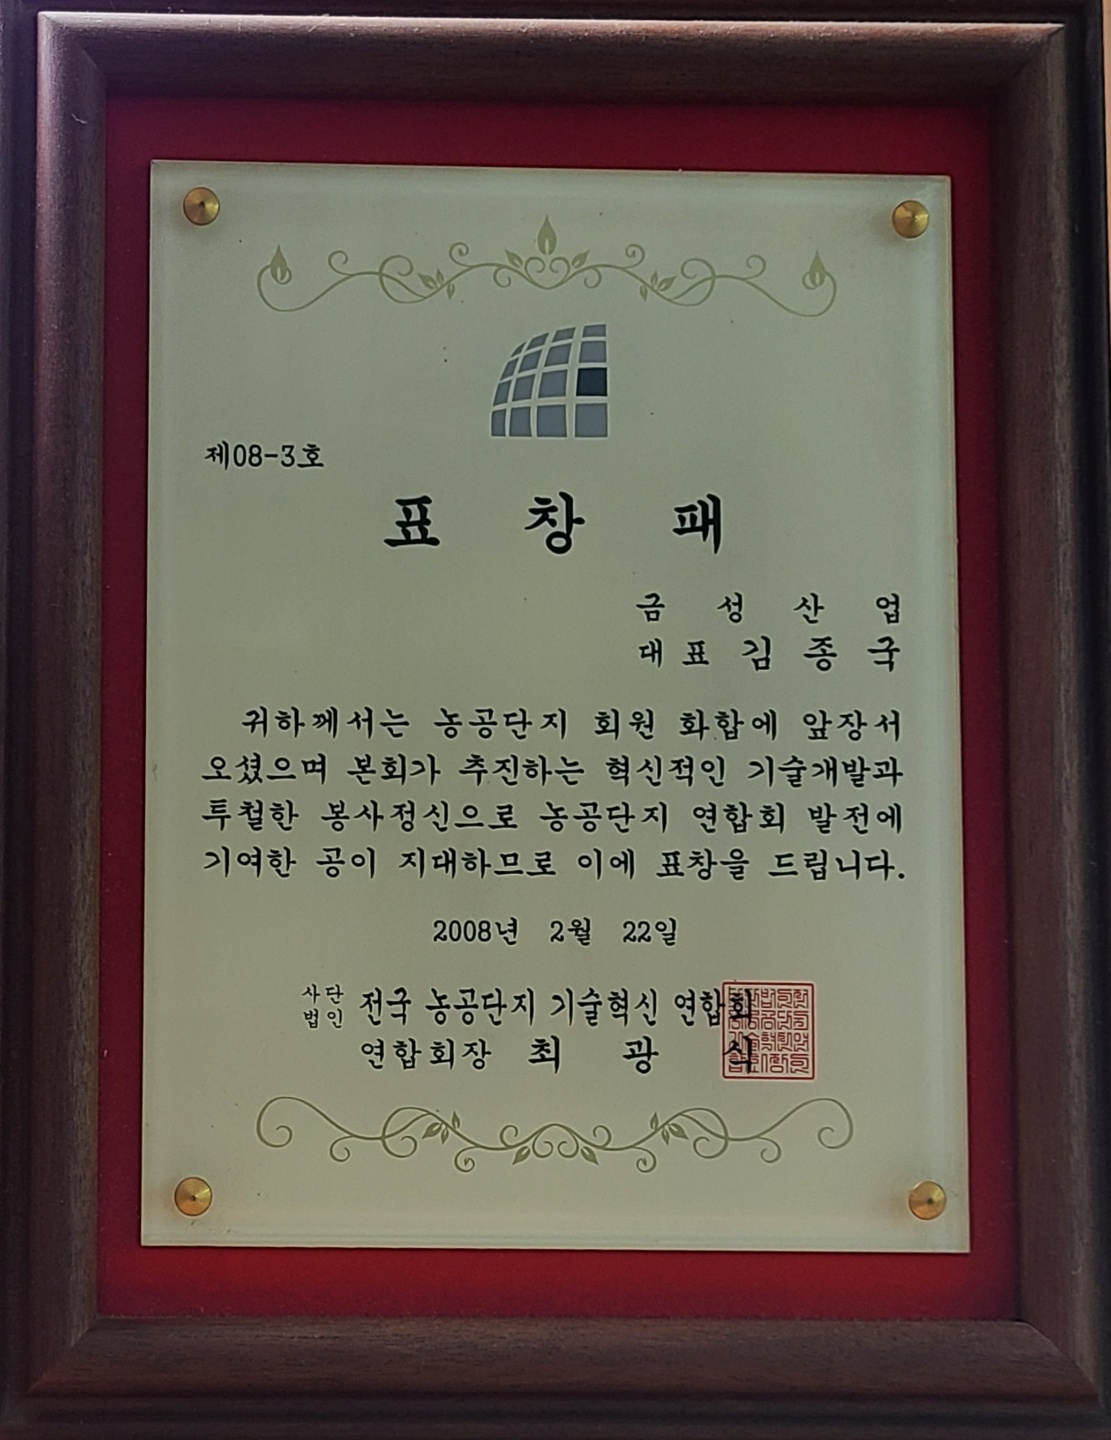 제08-3호
표 창 패
금 성 산 업
대 표 김 종 국
귀하께서는 농공단지 회원 화합에 앞장서
오셨으며 본회가 추진하는 혁신적인 기술개발과
투철한 봉사정신으로 농공단지 연합회 발전에
기여한 공이 지대하므로 이에 표창을 드립니다.
2008년 2월 22일
사단법인 전국 농공단지 기술혁신 연합회
연합회장 최 광 식